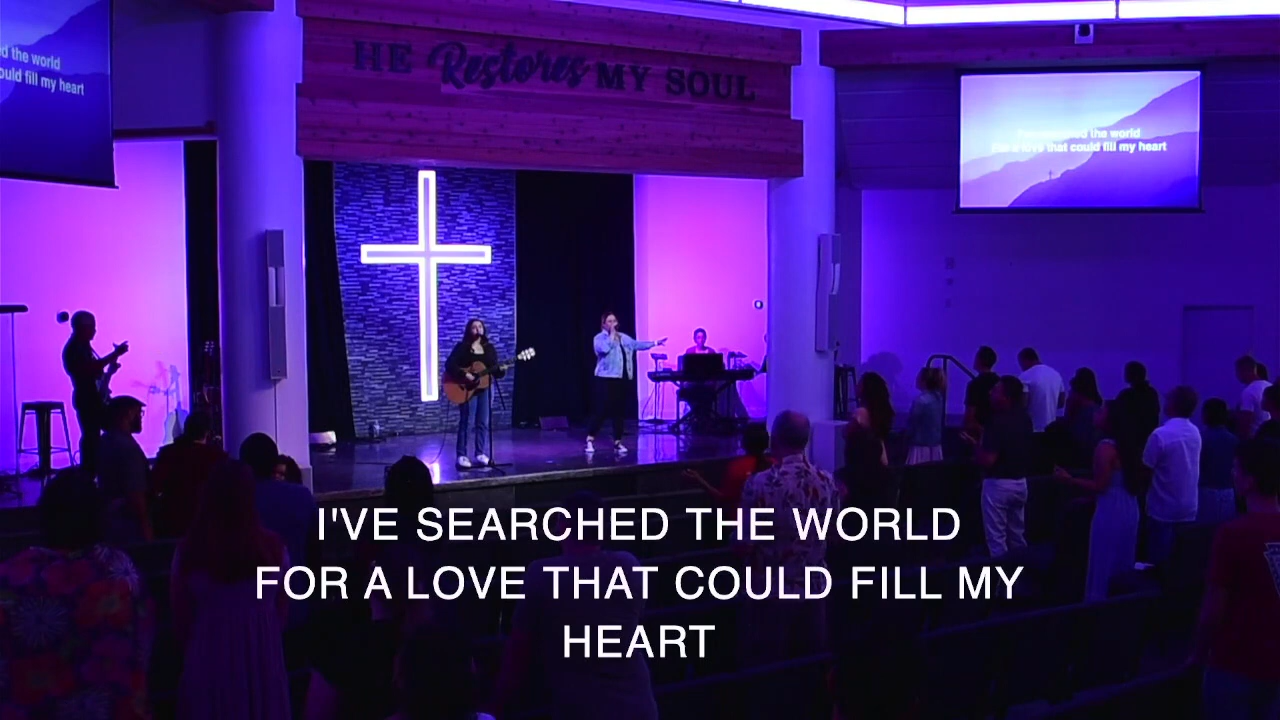 HE Restores MY SOUL
d the world
ould fill my heart
the world
love that could fill my heart
I'VE SEARCHED THE WORLD
FOR A LOVE THAT COULD FILL MY
HEART